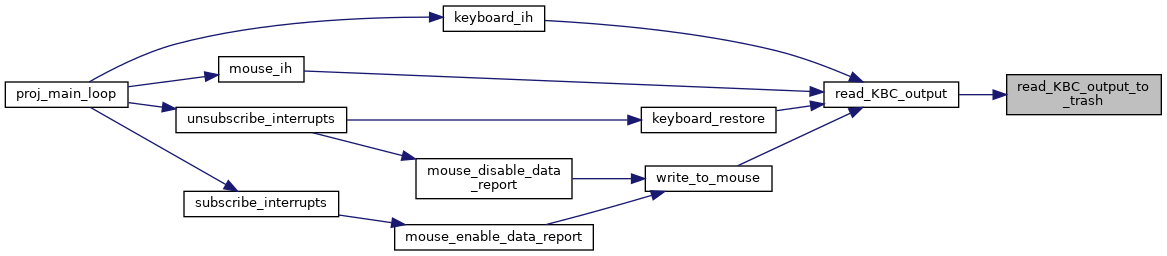 keyboard_ih
mouse_ih
proj_main_loop
unsubscribe_interrupts
keyboard_restore
read_KBC_output
read_KBC_output_to
_trash
mouse_disable_data
_report
write_to_mouse
subscribe_interrupts
mouse_enable_data_report